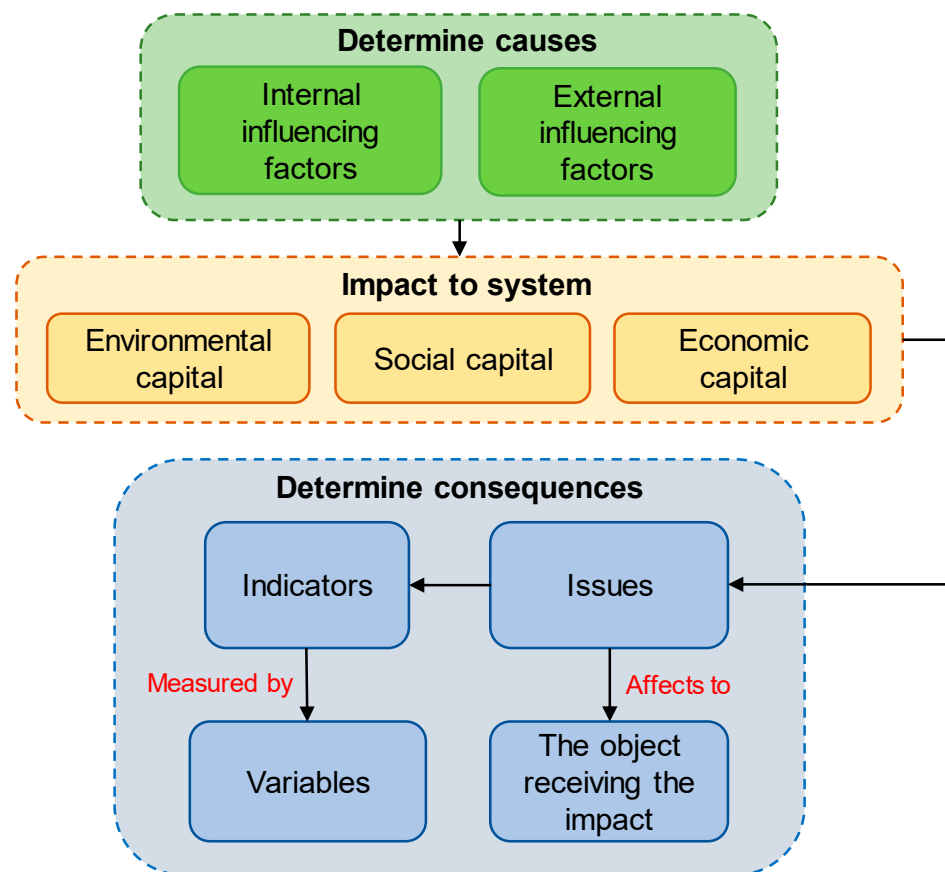 Determine causes
Internal
influencing
factors
External
influencing
factors
Impact to system
Environmental
capital
Social capital
Economic
capital
Determine consequences
Indicators
Issues
Measured by
Affects to
Variables
The object
receiving the
impact